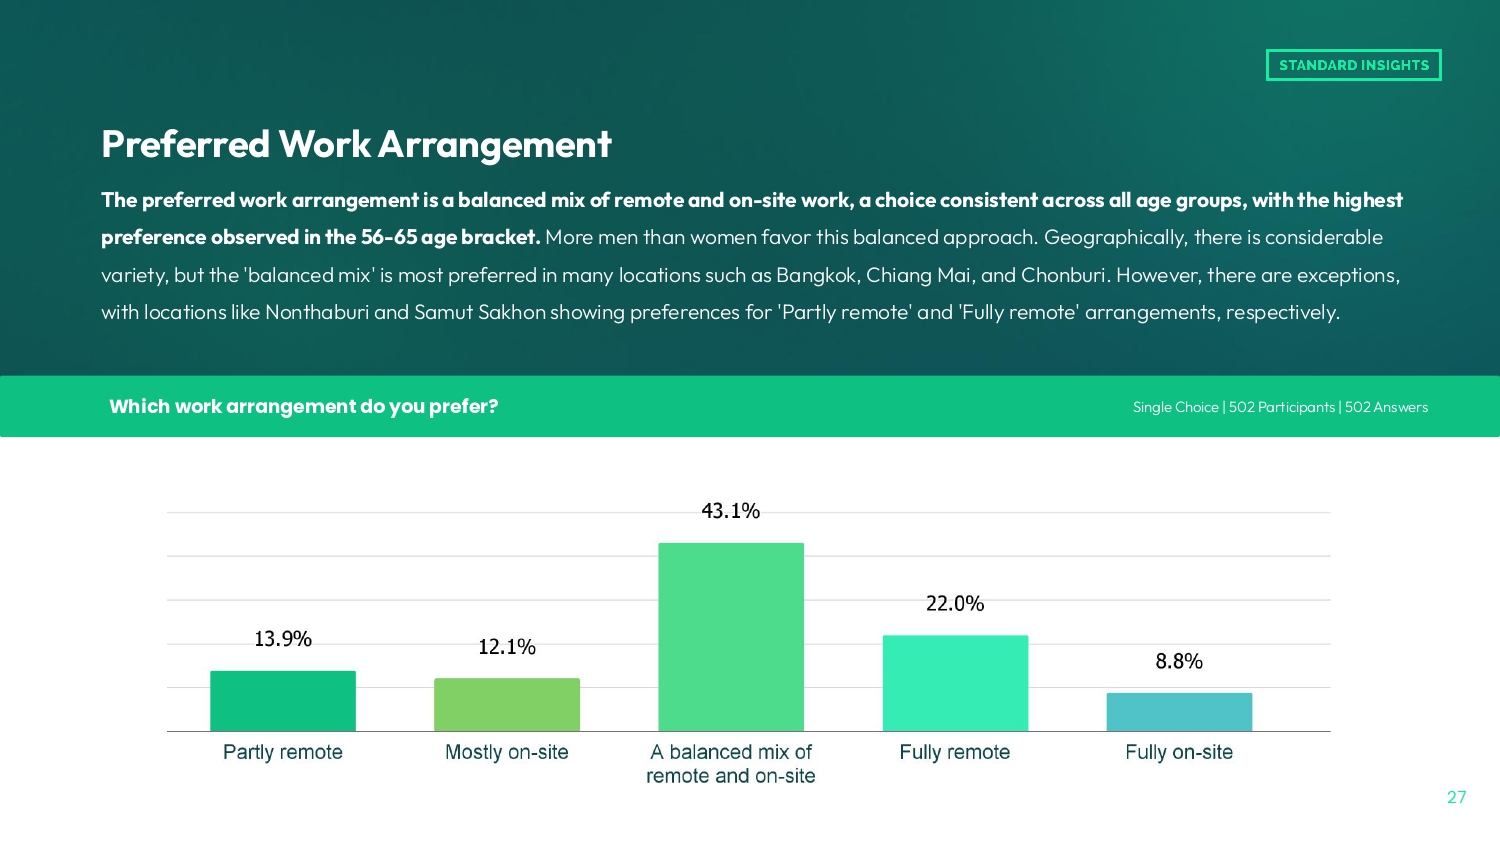 STANDARD INSIGHTS
Preferred Work Arrangement
The preferred work arrangement is a balanced mix of remote and on-site work, a choice consistent across all age groups, with the highest
preference observed in the 56-65 age bracket. More men than women favor this balanced approach. Geographically, there is considerable
variety, but the 'balanced mix' is most preferred in many locations such as Bangkok, Chiang Mai, and Chonburi. However, there are exceptions,
with locations like Nonthaburi and Samut Sakhon showing preferences for 'Partly remote' and 'Fully remote' arrangements, respectively.
Which work arrangement do you prefer?
Single Choice | 502 Participants | 502 Answers
13.9%
12.1%
43.1%
22.0%
8.8%
Partly remote
Mostly on-site
A balanced mix of
remote and on-site
Fully remote
Fully on-site
27